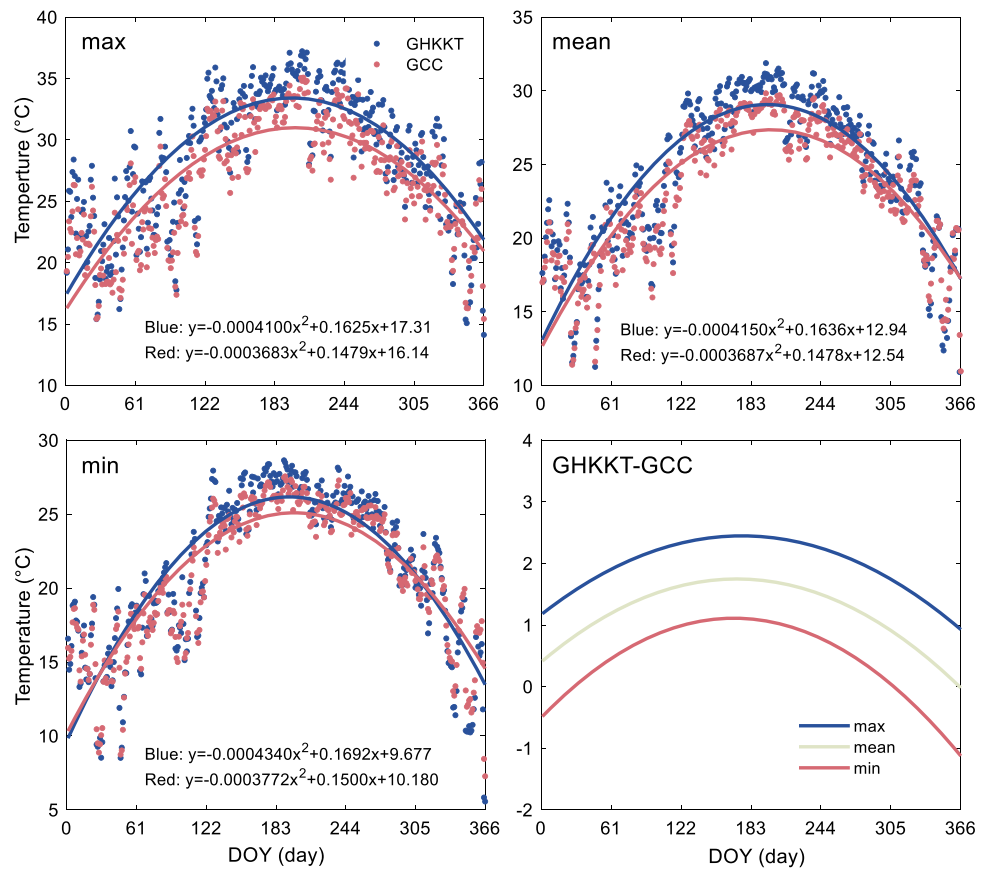 max
GHKKT
GCC
Temperture (°C)
40
35
30
25
20
15
10
Blue: y=-0.0004100x²+0.1625x+17.31
Red: y=-0.0003683x²+0.1479x+16.14
0 61 122 183 244 305 366
mean
35
30
25
20
15
10
Blue: y=-0.0004150x²+0.1636x+12.94
Red: y=-0.0003687x²+0.1478x+12.54
0 61 122 183 244 305 366
min
Temperature (°C)
30
25
20
15
10
5
Blue: y=-0.0004340x²+0.1692x+9.677
Red: y=-0.0003772x²+0.1500x+10.180
0 61 122 183 244 305 366
DOY (day)
GHKKT-GCC
4
3
2
1
0
-1
-2
max
mean
min
0 61 122 183 244 305 366
DOY (day)